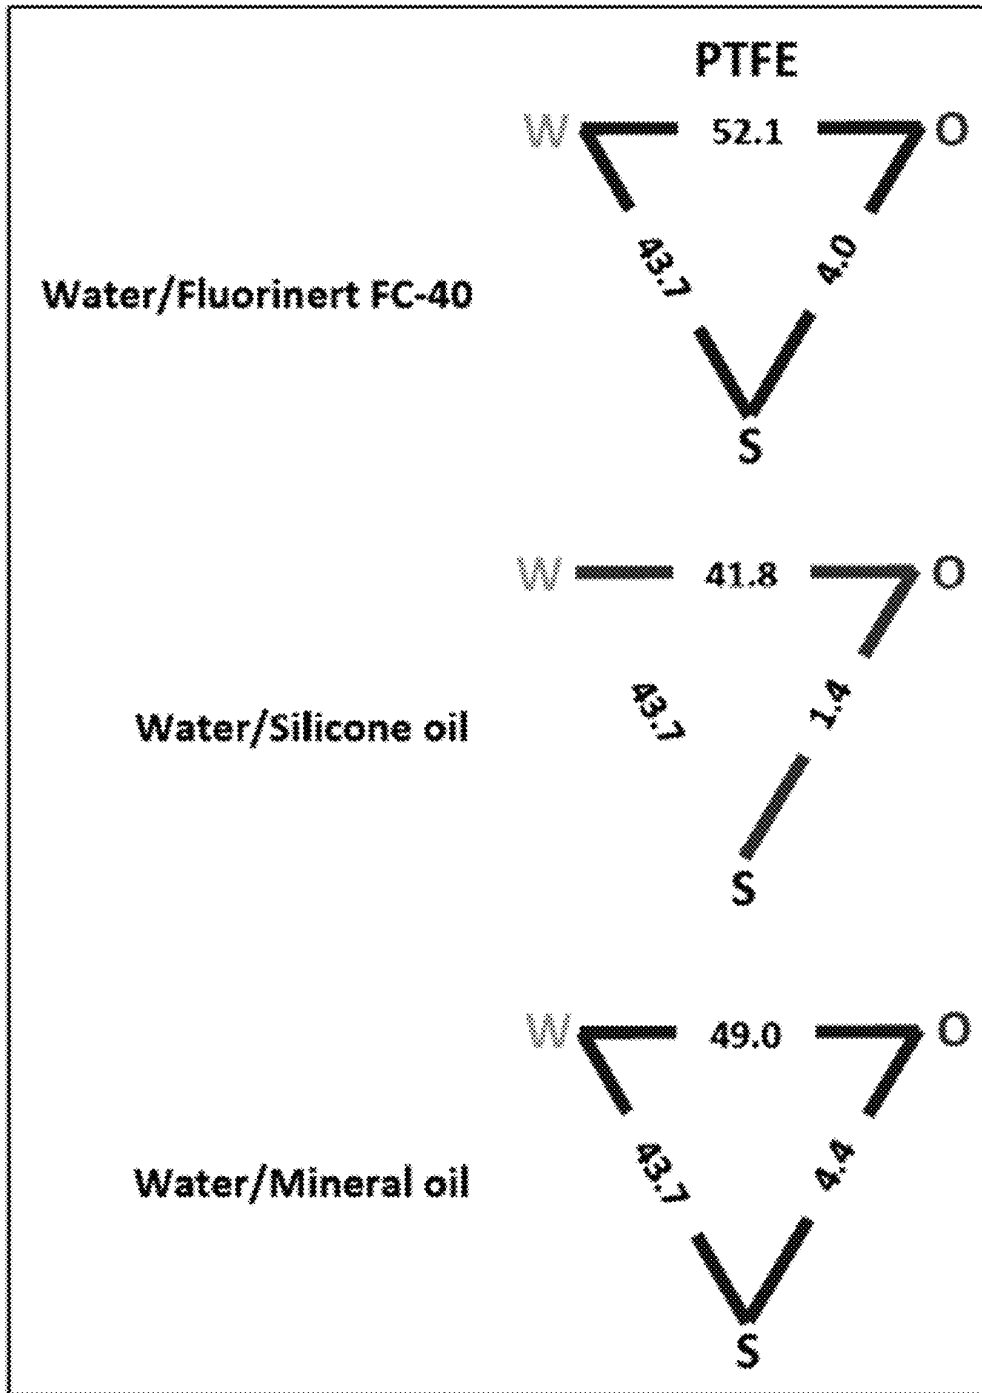 PTFE
W 52.1 O
43.7 4.0
Water/Fluorinert FC-40
S
W 41.8 O
43.7 1.4
Water/Silicone oil
S
W 49.0 O
43.7 4.4
Water/Mineral oil
S